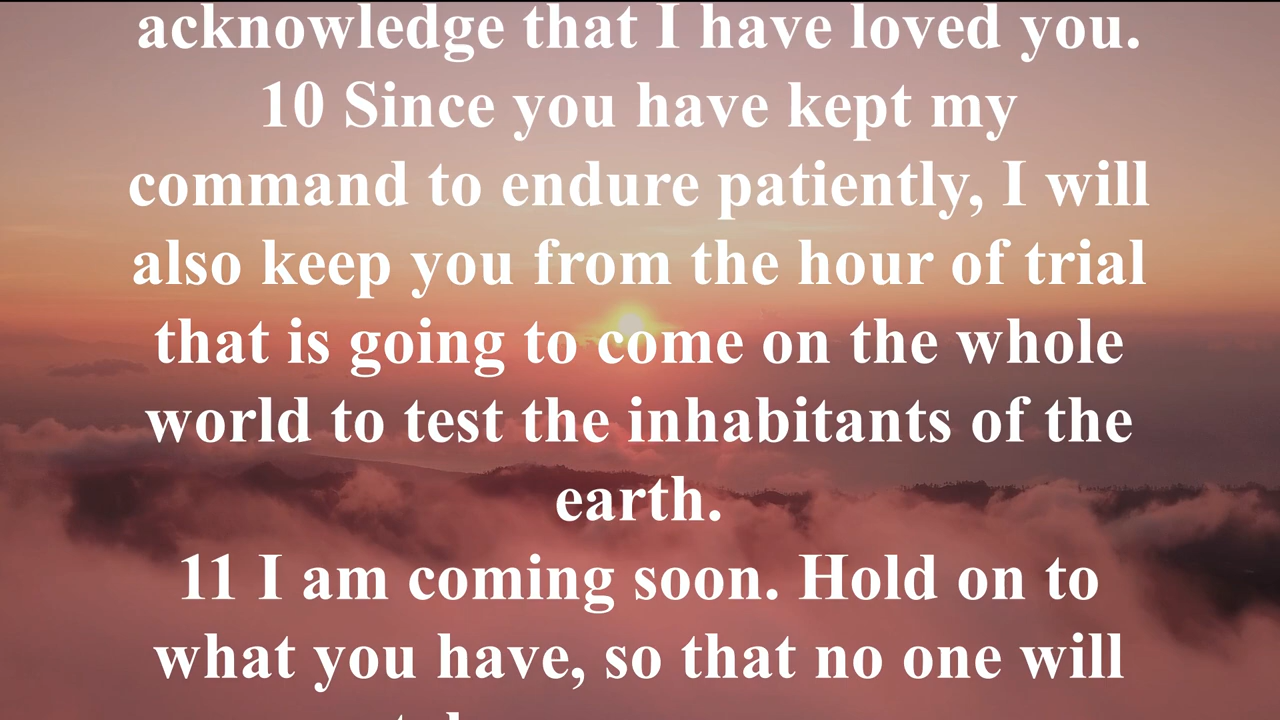 acknowledge that I have loved you.
10 Since you have kept my
command to endure patiently, I will
also keep you from the hour of trial
that is going to come on the whole
world to test the inhabitants of the
earth.
11 I am coming soon. Hold on to
what you have, so that no one will